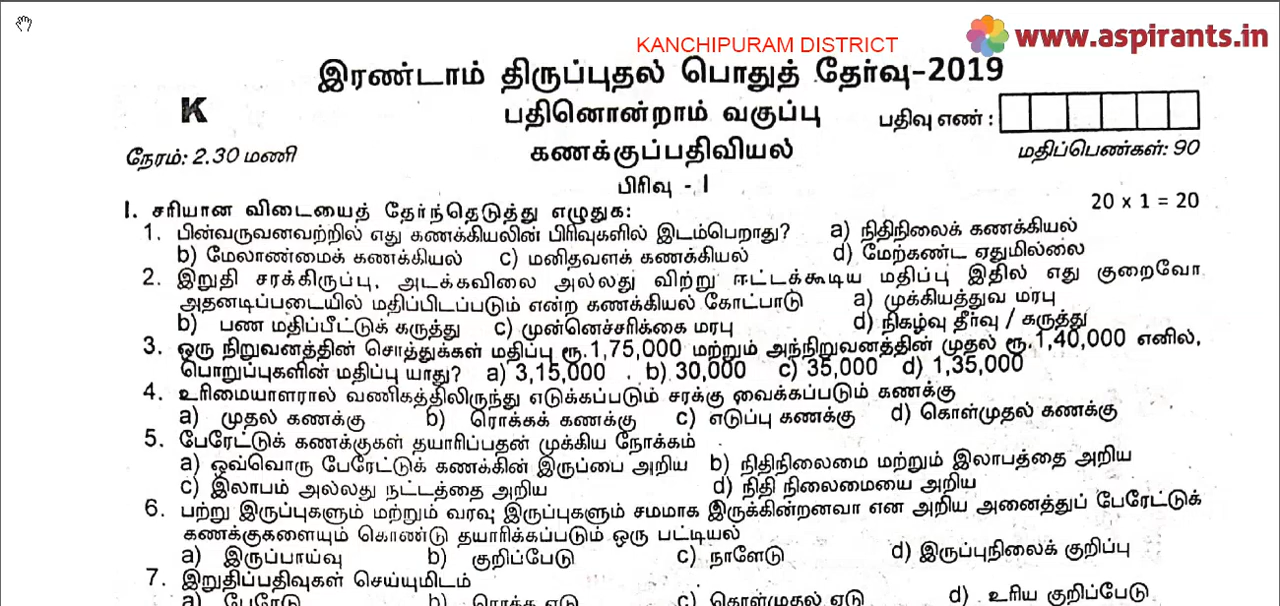 www.aspirants.in
KANCHIPURAM DISTRICT
இரண்டாம் திருப்புதல் பொதுத் தேர்வு-2019
K
பதினொன்றாம் வகுப்பு
பதிவு எண் :
நேரம்: 2.30 மணி
கணக்குப்பதிவியல்
மதிப்பெண்கள்: 90
பிரிவு - I
I. சரியான விடையைத் தேர்ந்தெடுத்து எழுதுக: 20 x 1 = 20
1. பின்வருவனவற்றில் எது கணக்கியலின் பிரிவுகளில் இடம்பெறாது? a) நிதிநிலைக் கணக்கியல்
b) மேலாண்மைக் கணக்கியல் c) மனிதவளக் கணக்கியல் d) மேற்கண்ட ஏதுமில்லை
2. இறுதி சரக்கிருப்பு, அடக்கவிலை அல்லது விற்று ஈட்டக்கூடிய மதிப்பு இதில் எது குறைவோ
அதனடிப்படையில் மதிப்பிடப்படும் என்ற கணக்கியல் கோட்பாடு a) முக்கியத்துவ மரபு
b) பண மதிப்பீட்டுக் கருத்து c) முன்னெச்சரிக்கை மரபு d) நிகழ்வு தீர்வு / கருத்து
3. ஒரு நிறுவனத்தின் சொத்துக்கள் மதிப்பு ரூ.1,75,000 மற்றும் அந்நிறுவனத்தின் முதல் ரூ.1,40,000 எனில்,
பொறுப்புகளின் மதிப்பு யாது? a) 3,15,000 . b) 30,000 c) 35,000 d) 1,35,000
4. உரிமையாளரால் வணிகத்திலிருந்து எடுக்கப்படும் சரக்கு வைக்கப்படும் கணக்கு
a) முதல் கணக்கு b) ரொக்கக் கணக்கு c) எடுப்பு கணக்கு d) கொள்முதல் கணக்கு
5. பேரேட்டுக் கணக்குகள் தயாரிப்பதன் முக்கிய நோக்கம்
a) ஒவ்வொரு பேரேட்டுக் கணக்கின் இருப்பை அறிய b) நிதிநிலைமை மற்றும் இலாபத்தை அறிய
c) இலாபம் அல்லது நட்டத்தை அறிய d) நிதி நிலைமையை அறிய
6. பற்று இருப்புகளும் மற்றும் வரவு இருப்புகளும் சமமாக இருக்கின்றனவா என அறிய அனைத்துப் பேரேட்டுக்
கணக்குகளையும் கொண்டு தயாரிக்கப்படும் ஒரு பட்டியல்
a) இருப்பாய்வு b) குறிப்பேடு c) நாளேடு d) இருப்புநிலைக் குறிப்பு
7. இறுதிப்பதிவுகள் செய்யுமிடம்
a) பேரேடு b) ரொக்க ஏடு c) கொள்முதல் ஏடு d) உரிய குறிப்பேடு